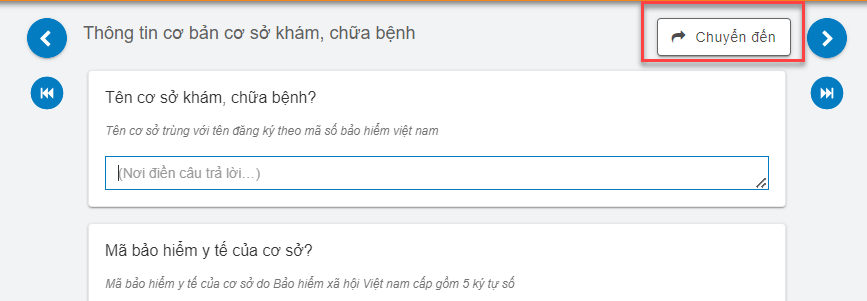 Thông tin cơ bản cơ sở khám, chữa bệnh
Chuyển đến
Tên cơ sở khám, chữa bệnh?
Tên cơ sở trùng với tên đăng ký theo mã số bảo hiểm việt nam
(Nơi điền câu trả lời...)
Mã bảo hiểm y tế của cơ sở?
Mã bảo hiểm y tế của cơ sở do Bảo hiểm xã hội Việt nam cấp gồm 5 ký tự số